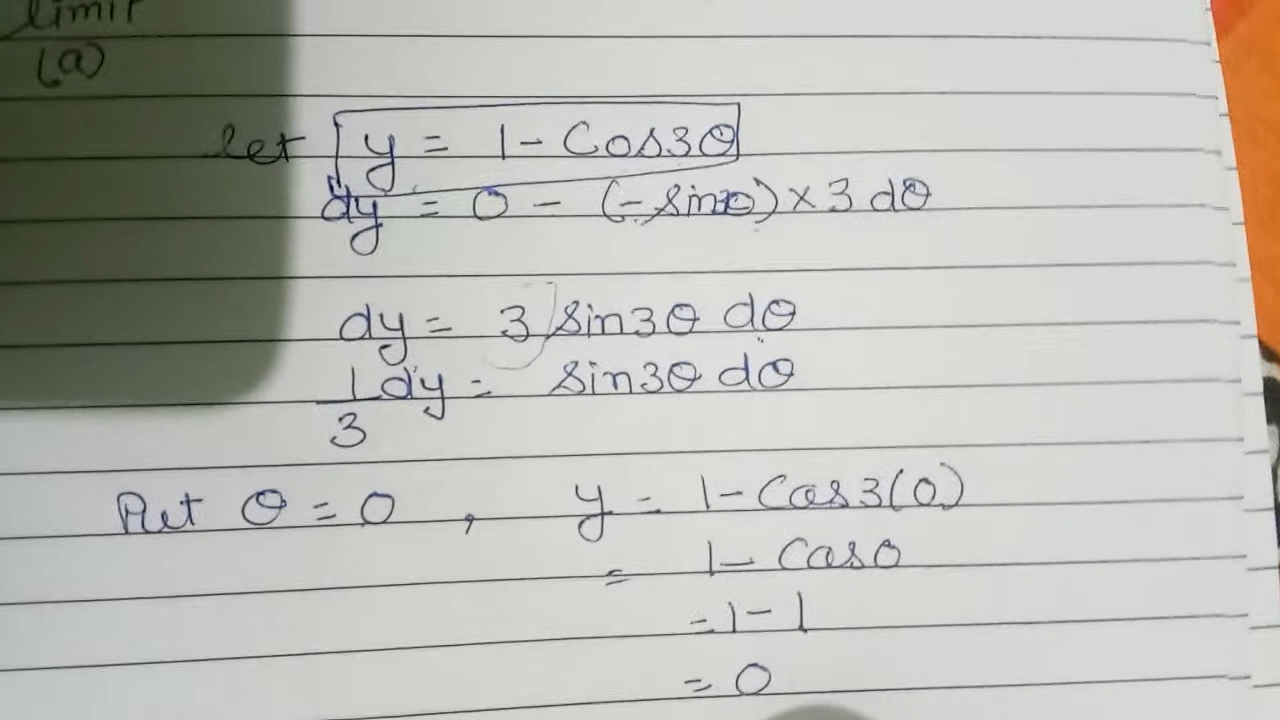 limit
(a)
let y = 1 - Cos3θ
dy = 0 - (-sin3θ) × 3 dθ
dy = 3 sin3θ dθ
1/3 dy = sin3θ dθ
Put θ = 0 , y = 1 - Cos3(0)
= 1 - Cos0
= 1 - 1
= 0